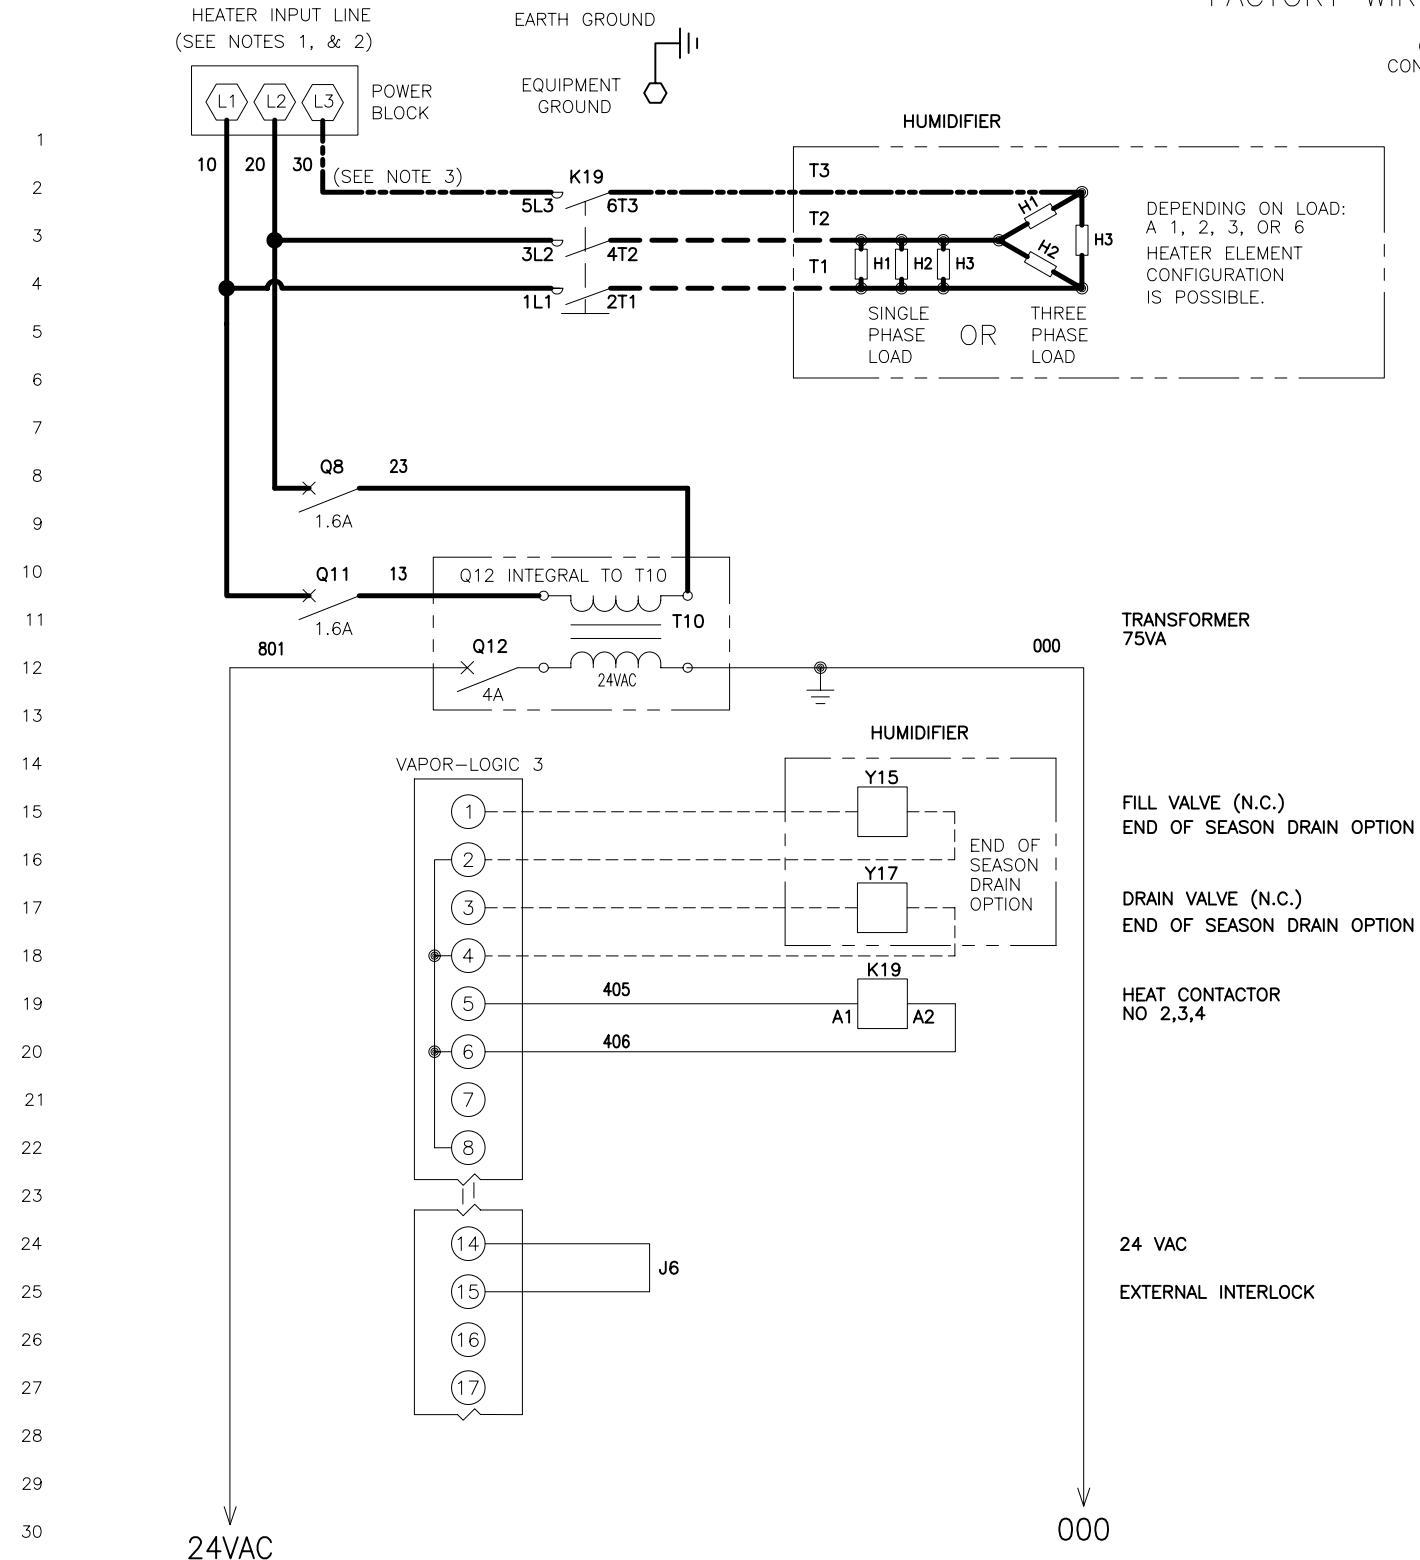 FACTORY WIR
HEATER INPUT LINE
(SEE NOTES 1, & 2)
EARTH GROUND
CON
L1 L2 L3
POWER
BLOCK
EQUIPMENT
GROUND
HUMIDIFIER
1
10 20 30
(SEE NOTE 3)
K19
T3
2
5L3 6T3
H1
DEPENDING ON LOAD:
A 1, 2, 3, OR 6
HEATER ELEMENT
CONFIGURATION
IS POSSIBLE.
T2
3
3L2 4T2
H2
H3
T1
H1 H2 H3
4
1L1 2T1
SINGLE
PHASE
LOAD
OR
THREE
PHASE
LOAD
5
6
7
Q8 23
8
1.6A
9
10
Q11 13
Q12 INTEGRAL TO T10
11
1.6A
T10
TRANSFORMER
75VA
801
Q12
000
12
4A
24VAC
13
HUMIDIFIER
14
VAPOR-LOGIC 3
Y15
15
1
FILL VALVE (N.C.)
END OF SEASON DRAIN OPTION
16
2
END OF
SEASON
DRAIN
OPTION
Y17
17
3
DRAIN VALVE (N.C.)
END OF SEASON DRAIN OPTION
18
4
K19
19
5
405
A1 A2
HEAT CONTACTOR
NO 2,3,4
20
6
406
21
7
22
8
23
24
14
24 VAC
J6
25
15
EXTERNAL INTERLOCK
26
16
27
17
28
29
30
24VAC
000